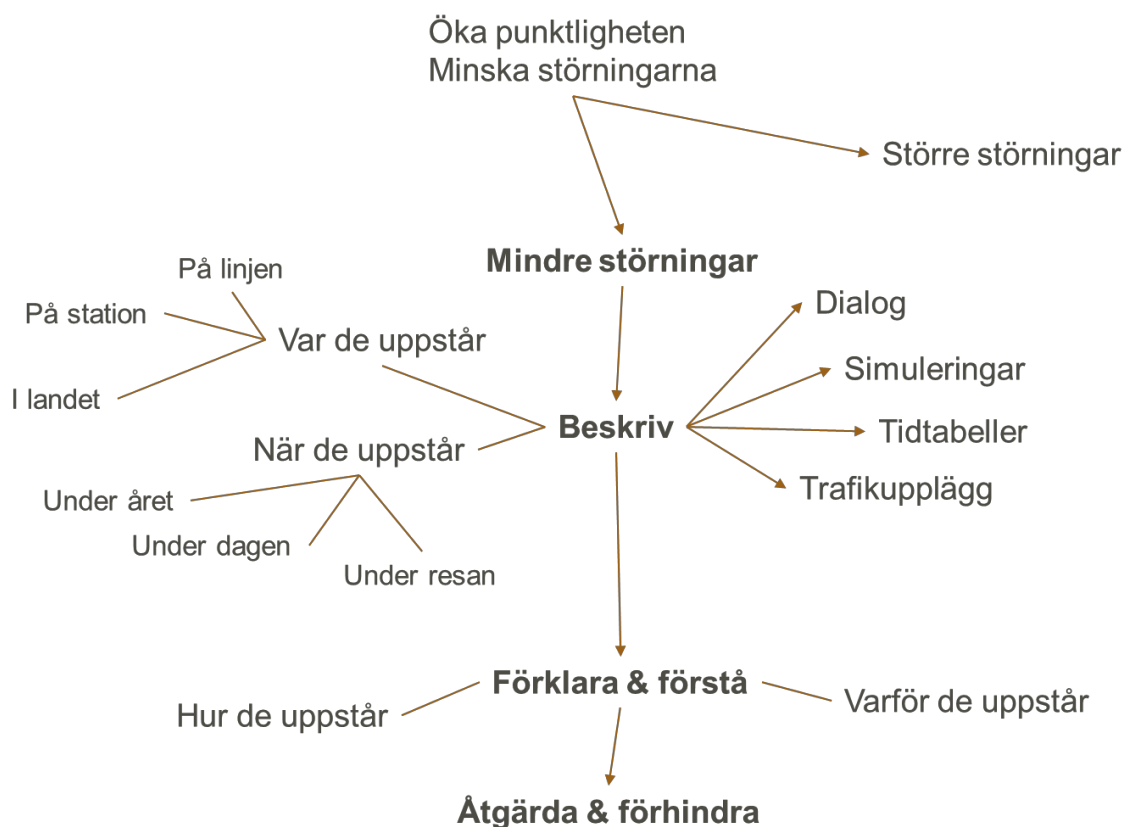 Öka punktligheten
Minska störningarna
Större störningar
Mindre störningar
På linjen
På station
Var de uppstår
I landet
Dialog
Simuleringar
Beskriv
Tidtabeller
När de uppstår
Trafikupplägg
Under året
Under dagen
Under resan
Förklara & förstå
Hur de uppstår
Varför de uppstår
Åtgärda & förhindra